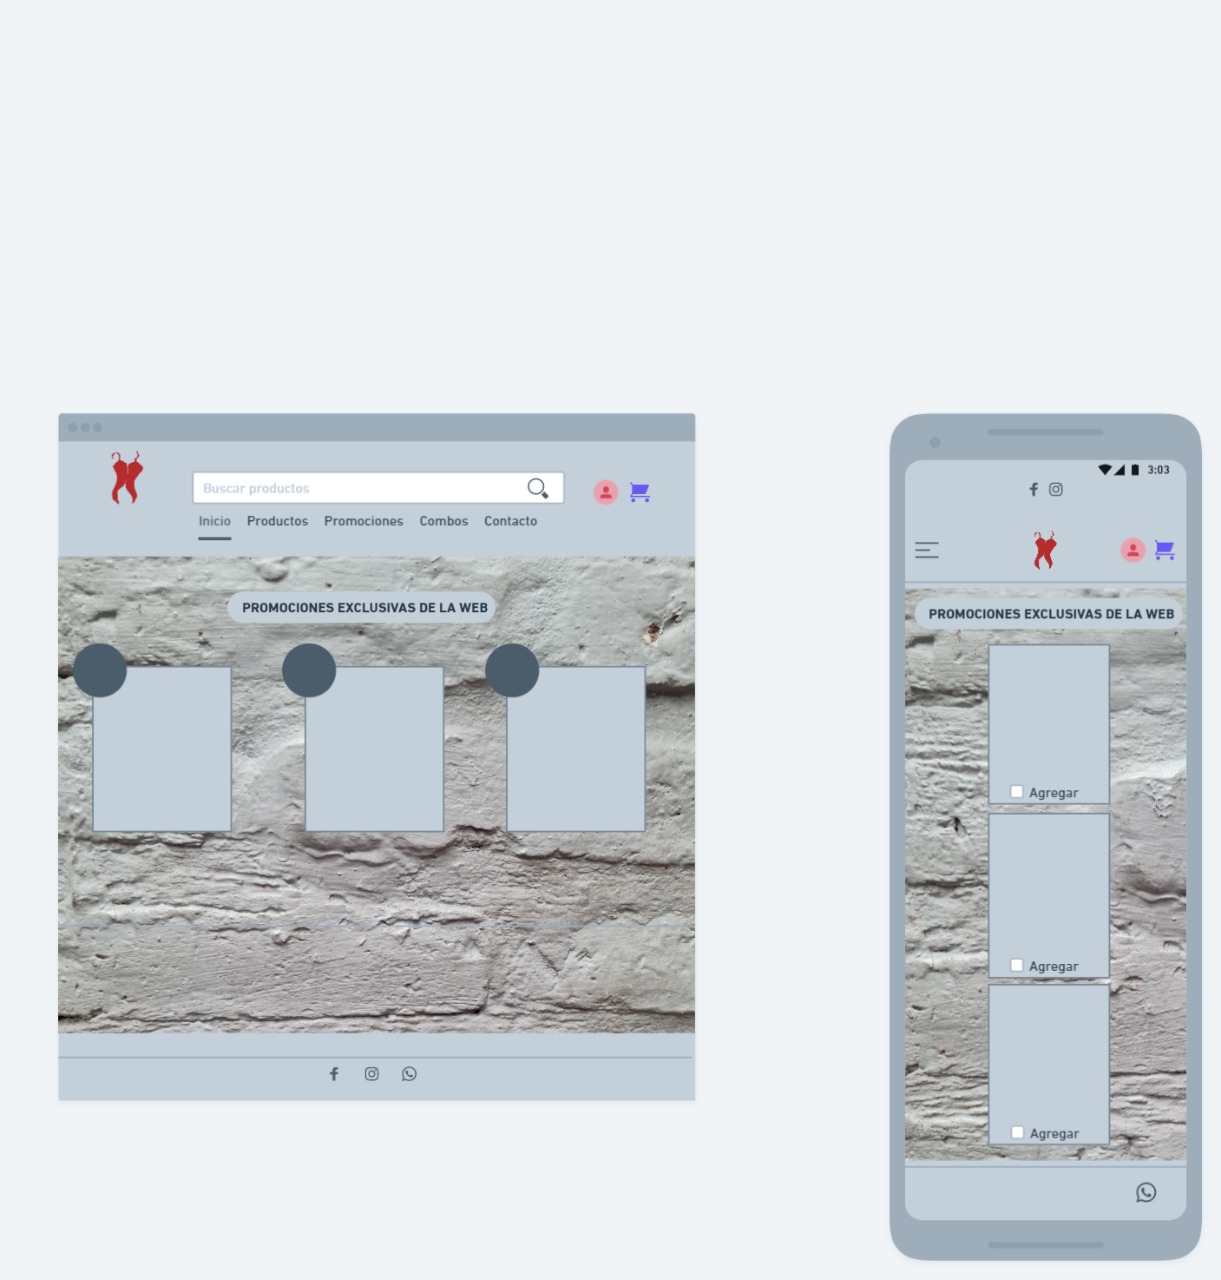 Buscar productos
Inicio Productos Promociones Combos Contacto
PROMOCIONES EXCLUSIVAS DE LA WEB
3:03
PROMOCIONES EXCLUSIVAS DE LA WEB
Agregar
Agregar
Agregar